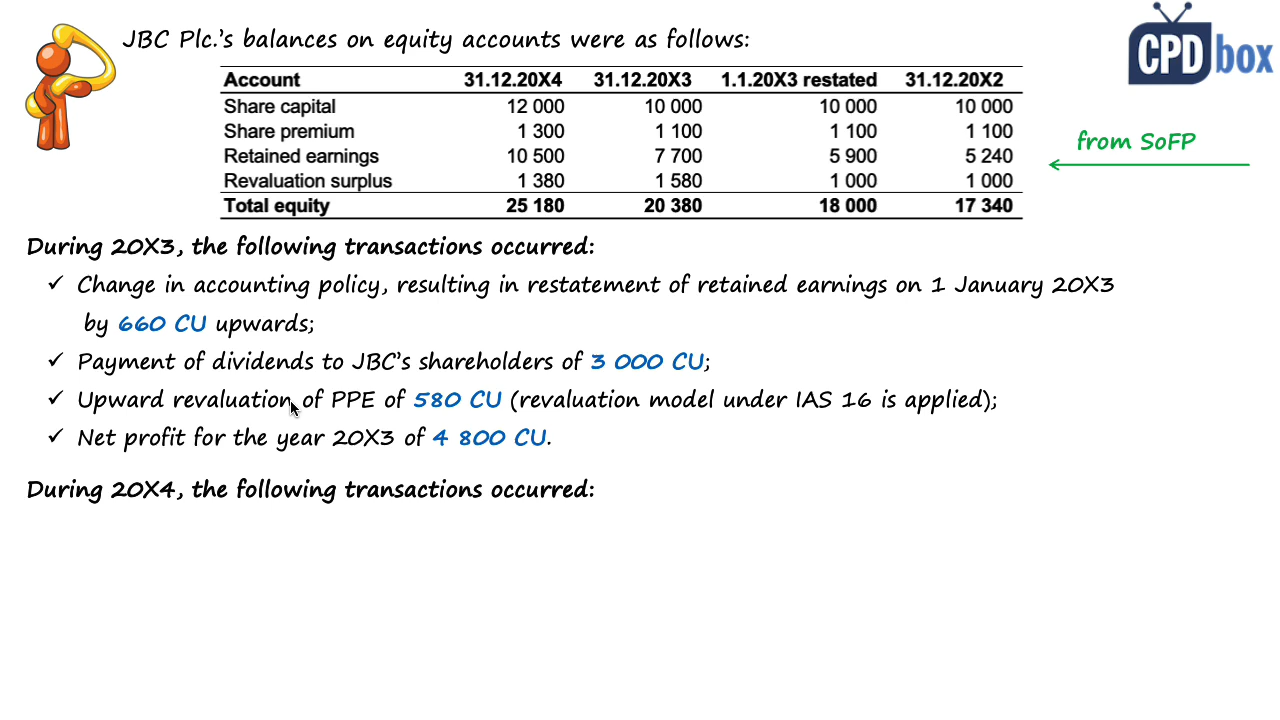 JBC Plc.'s balances on equity accounts were as follows:
CPD box
Account 31.12.20X4 31.12.20X3 1.1.20X3 restated 31.12.20X2
Share capital 12 000 10 000 10 000 10 000
Share premium 1 300 1 100 1 100 1 100
Retained earnings 10 500 7 700 5 900 5 240
Revaluation surplus 1 380 1 580 1 000 1 000
Total equity 25 180 20 380 18 000 17 340
from SoFP
During 20X3, the following transactions occurred:
✓ Change in accounting policy, resulting in restatement of retained earnings on 1 January 20X3
by 660 CU upwards;
✓ Payment of dividends to JBC's shareholders of 3 000 CU;
✓ Upward revaluation of PPE of 580 CU (revaluation model under IAS 16 is applied);
✓ Net profit for the year 20X3 of 4 800 CU.
During 20X4, the following transactions occurred: